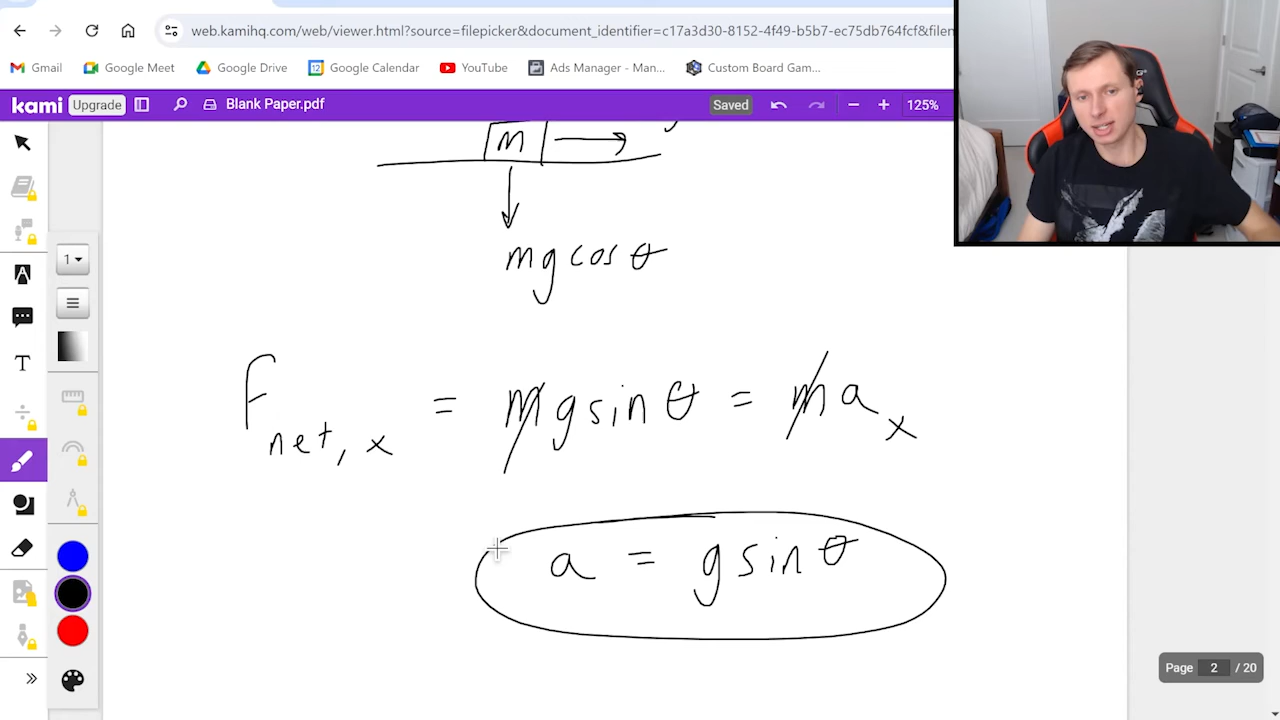 web.kamihq.com/web/viewer.html?source=filepicker&document_identifier=c17a3d30-8152-4f49-b5b7-ec75db764fcf&filen
Gmail Google Meet Google Drive Google Calendar YouTube Ads Manager - Man... Custom Board Gam...
kami Upgrade Blank Paper.pdf Saved 125%
m
mg cos θ
F net, x = mg sin θ = ma x
a = g sin θ
1
Page 2 / 20